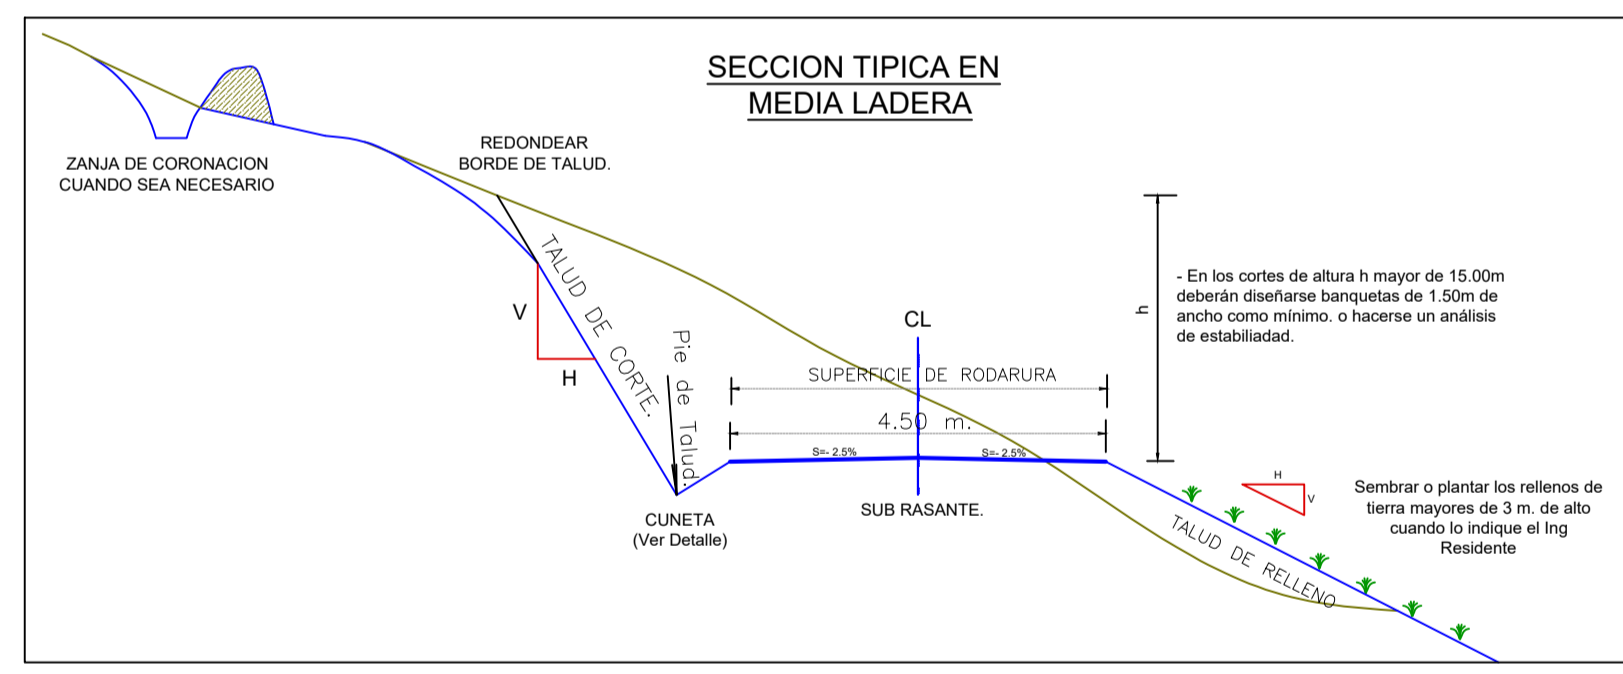 SECCION TIPICA EN
MEDIA LADERA
ZANJA DE CORONACION
CUANDO SEA NECESARIO
REDONDEAR
BORDE DE TALUD.
TALUD DE CORTE.
V
H
Pie de Talud.
CUNETA
(Ver Detalle)
CL
SUPERFICIE DE RODARURA
4.50 m.
S=- 2.5%
S=- 2.5%
SUB RASANTE.
h
- En los cortes de altura h mayor de 15.00m
deberán diseñarse banquetas de 1.50m de
ancho como mínimo. o hacerse un análisis
de estabiliadad.
H
V
TALUD DE RELLENO
Sembrar o plantar los rellenos de
tierra mayores de 3 m. de alto
cuando lo indique el Ing
Residente